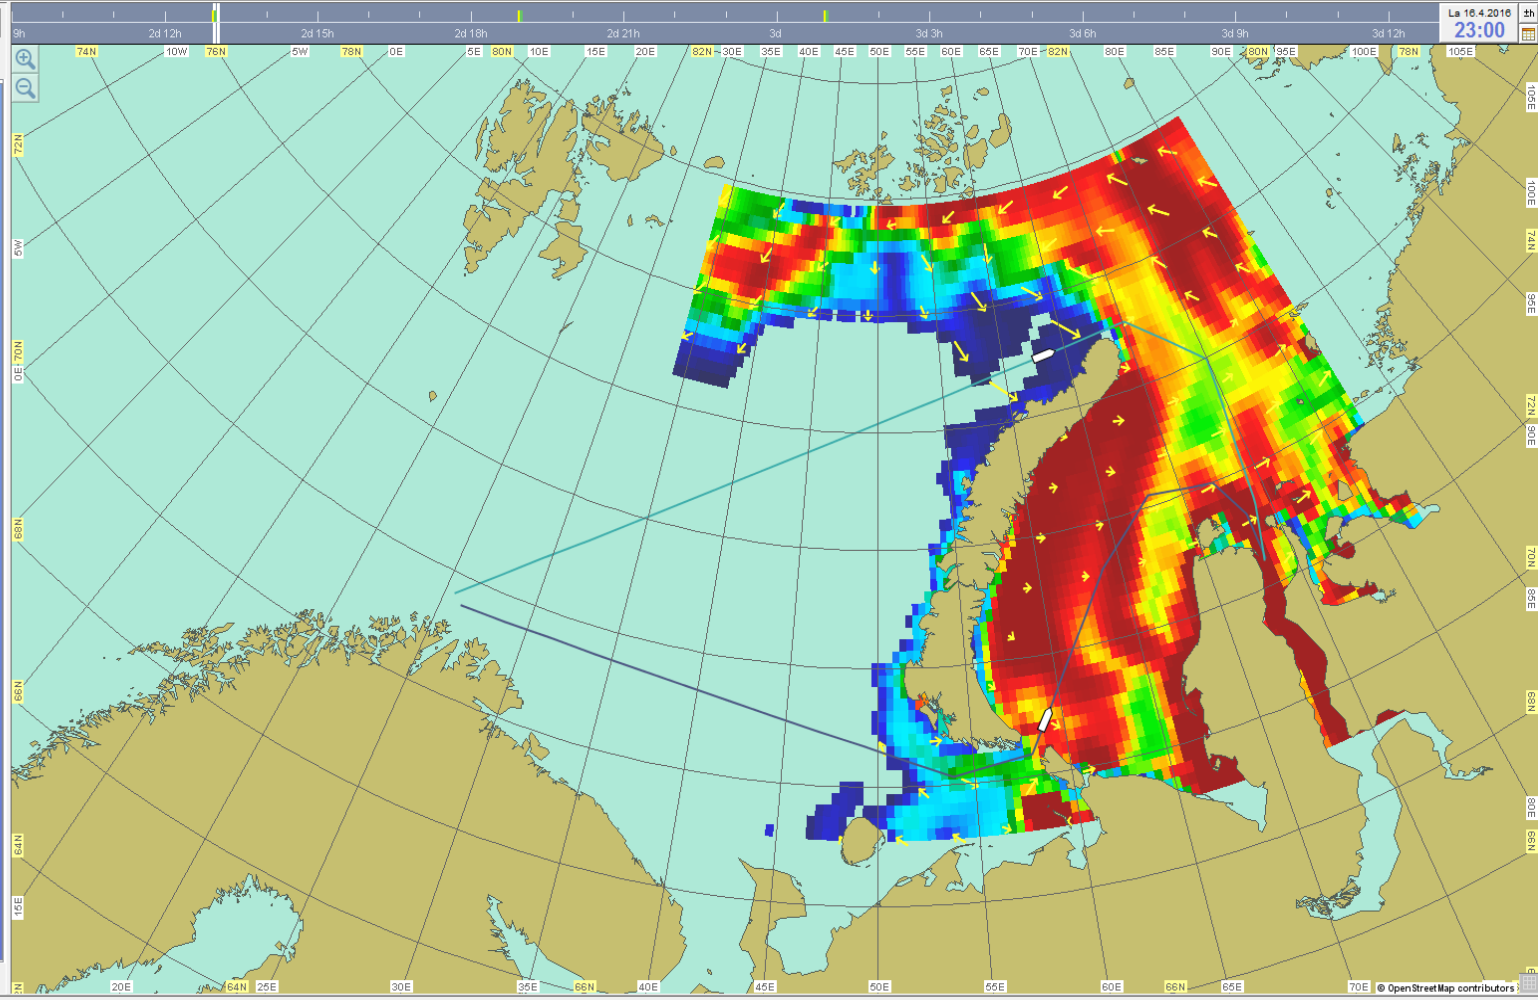 La 16.4.2016 ±h
23:00
9h 2d 12h 2d 15h 2d 18h 2d 21h 3d 3d 3h 3d 6h 3d 9h 3d 12h
74N 10W 76N 5W 78N 0E 5E 80N 10E 15E 20E 82N 30E 35E 40E 45E 50E 55E 60E 65E 70E 82N 80E 85E 90E 80N 95E 100E 78N 105E
72N
5W
70N
0E
68N
66N
64N
15E
105E
100E
74N
95E
72N
90E
70N
85E
68N
80E
66N
20E 64N 25E 30E 35E 66N 40E 45E 50E 55E 60E 66N 65E 70E
© OpenStreetMap contributors